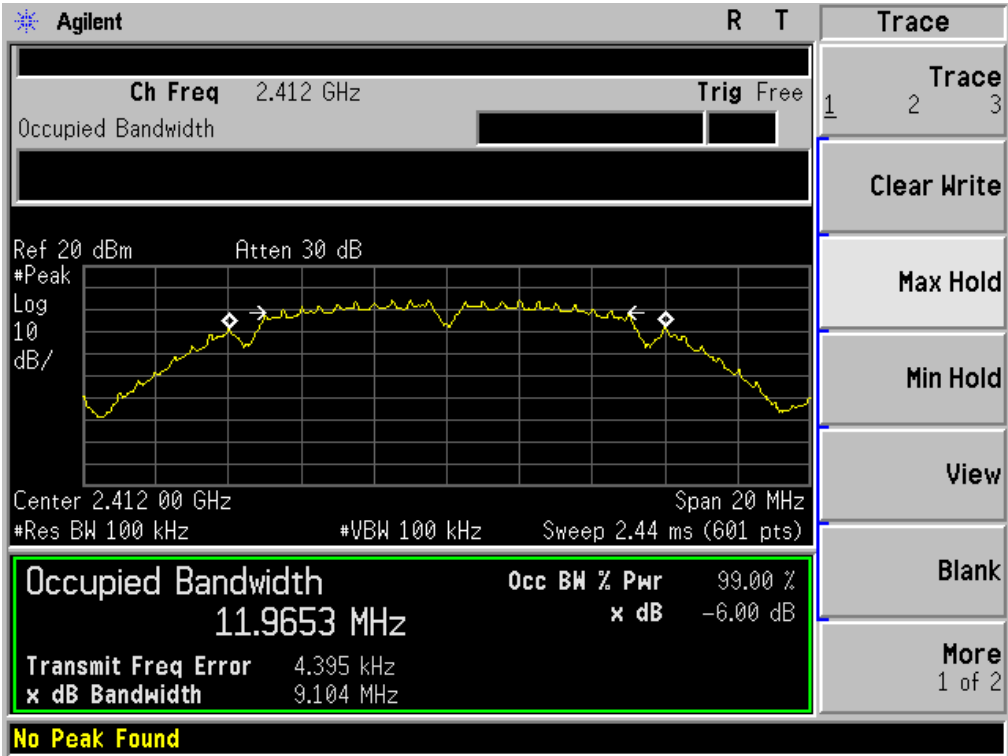 Agilent R T Trace
Ch Freq 2.412 GHz Trig Free
Occupied Bandwidth
Trace
1 2 3
Clear Write
Ref 20 dBm Atten 30 dB
#Peak
Log
10
dB/
Max Hold
Min Hold
View
Center 2.412 00 GHz Span 20 MHz
#Res BW 100 kHz #VBW 100 kHz Sweep 2.44 ms (601 pts)
Occupied Bandwidth
11.9653 MHz
Occ BW % Pwr 99.00 %
x dB -6.00 dB
Blank
Transmit Freq Error 4.395 kHz
x dB Bandwidth 9.104 MHz
More
1 of 2
No Peak Found